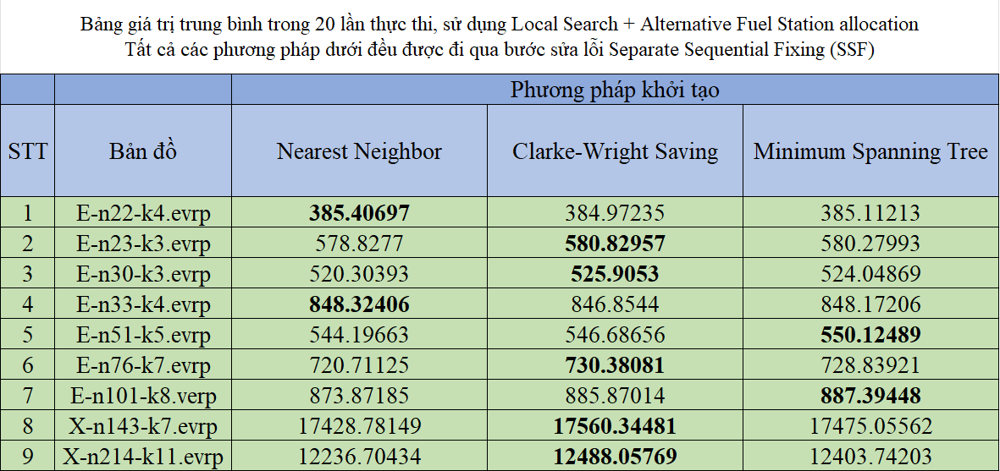 Bảng giá trị trung bình trong 20 lần thực thi, sử dụng Local Search + Alternative Fuel Station allocation
Tất cả các phương pháp dưới đều được đi qua bước sửa lỗi Separate Sequential Fixing (SSF)
Phương pháp khởi tạo
STT Bản đồ Nearest Neighbor Clarke-Wright Saving Minimum Spanning Tree
1 E-n22-k4.evrp 385.40697 384.97235 385.11213
2 E-n23-k3.evrp 578.8277 580.82957 580.27993
3 E-n30-k3.evrp 520.30393 525.9053 524.04869
4 E-n33-k4.evrp 848.32406 846.8544 848.17206
5 E-n51-k5.evrp 544.19663 546.68656 550.12489
6 E-n76-k7.evrp 720.71125 730.38081 728.83921
7 E-n101-k8.verp 873.87185 885.87014 887.39448
8 X-n143-k7.evrp 17428.78149 17560.34481 17475.05562
9 X-n214-k11.evrp 12236.70434 12488.05769 12403.74203